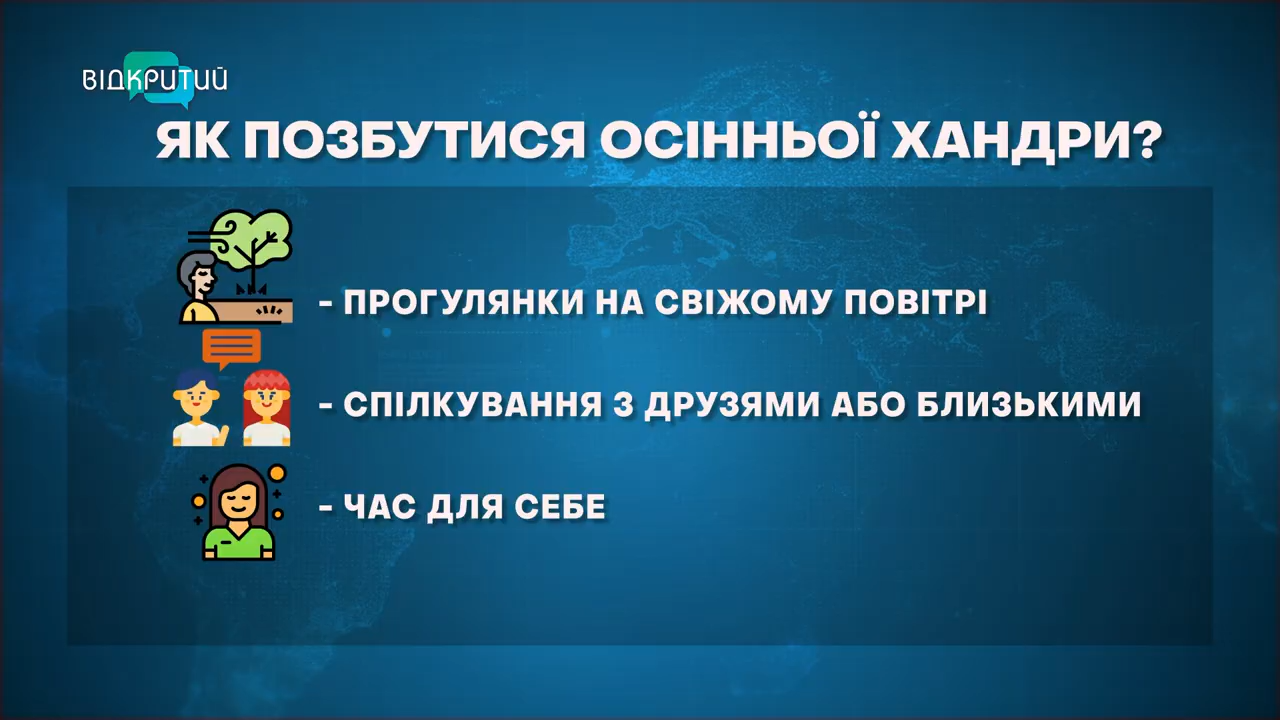 ВІДКРИТИЙ
ЯК ПОЗБУТИСЯ ОСІННЬОЇ ХАНДРИ?
- ПРОГУЛЯНКИ НА СВІЖОМУ ПОВІТРІ
- СПІЛКУВАННЯ З ДРУЗЯМИ АБО БЛИЗЬКИМИ
- ЧАС ДЛЯ СЕБЕ